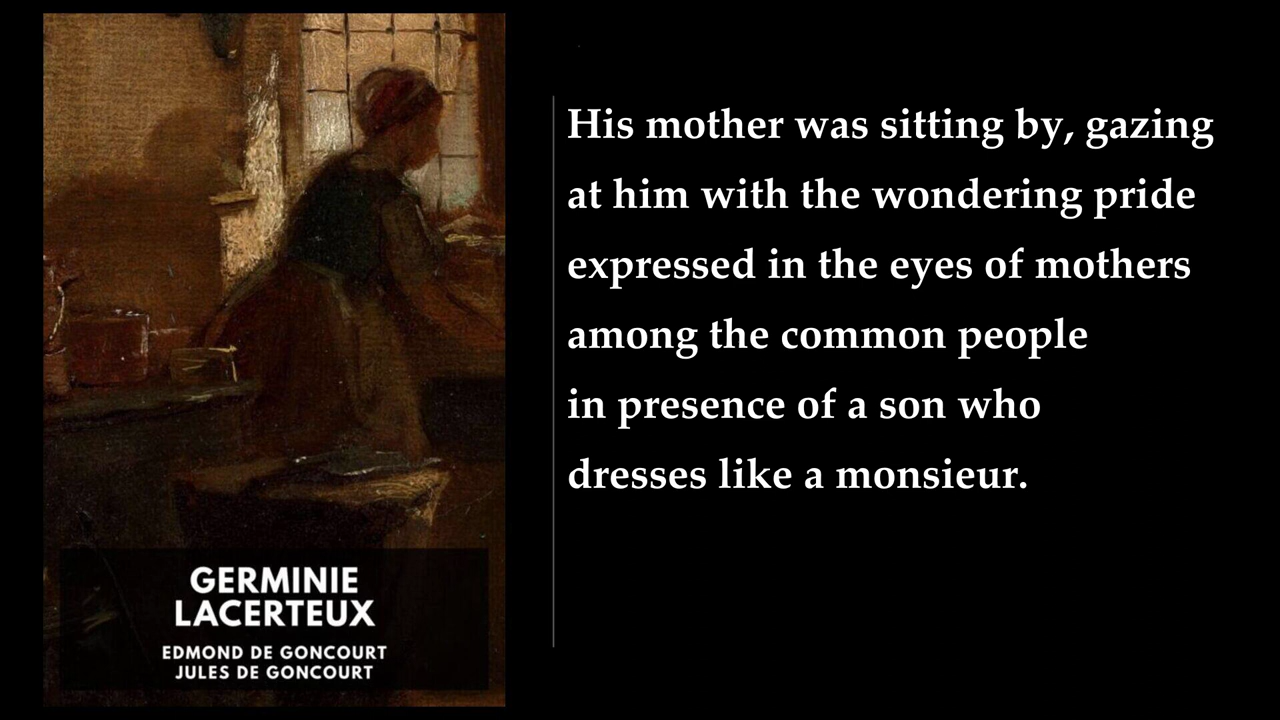 His mother was sitting by, gazing
at him with the wondering pride
expressed in the eyes of mothers
among the common people
in presence of a son who
dresses like a monsieur.
GERMINIE
LACERTEUX
EDMOND DE GONCOURT
JULES DE GONCOURT